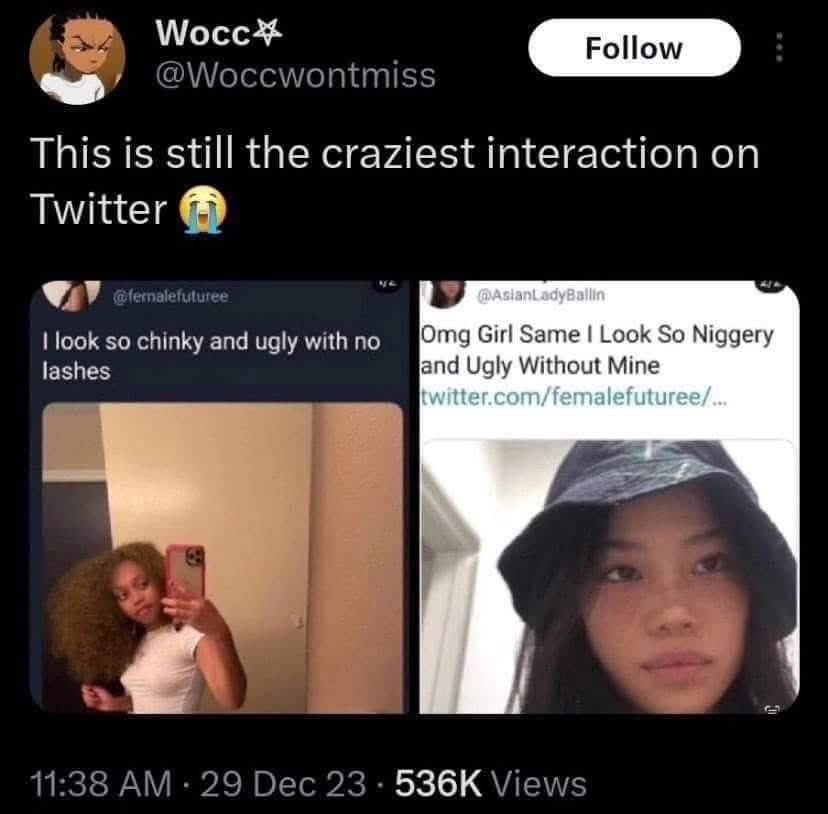 Wocc⛧
@Woccwontmiss
Follow
This is still the craziest interaction on
Twitter 😭
@femalefuturee
I look so chinky and ugly with no
lashes
@AsianLadyBallin
Omg Girl Same I Look So Niggery
and Ugly Without Mine
twitter.com/femalefuturee/...
11:38 AM · 29 Dec 23 · 536K Views